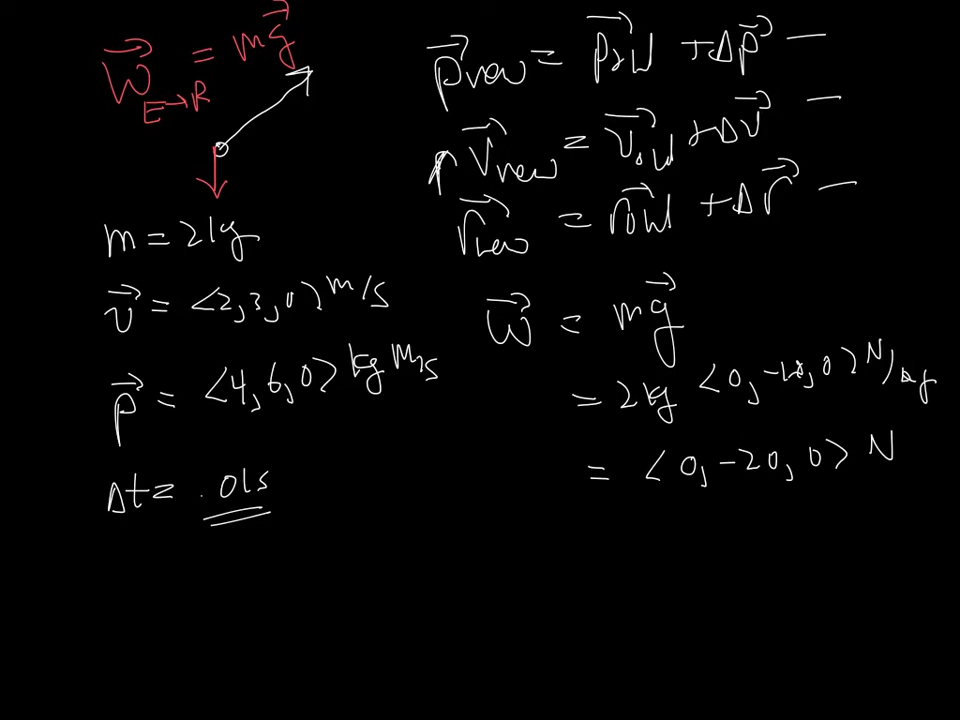 W⃗ E→R = mg⃗
m = 2kg
v⃗ = <2, 3, 0> m/s
p⃗ = <4, 6, 0> kg m/s
Δt = .01s
p⃗new = p⃗old + Δp⃗ —
v⃗new = v⃗old + Δv⃗ —
r⃗new = r⃗old + Δr⃗ —
W⃗ = mg⃗
= 2kg <0, -10, 0> N/kg
= <0, -20, 0> N